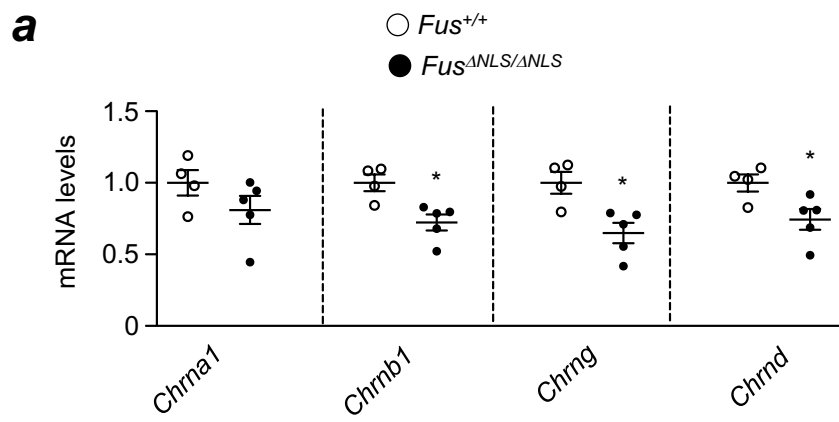 a
Fus+/+
FusΔNLS/ΔNLS
mRNA levels
1.5
1.0
0.5
0
*
*
*
Chrna1
Chrnb1
Chrng
Chrnd